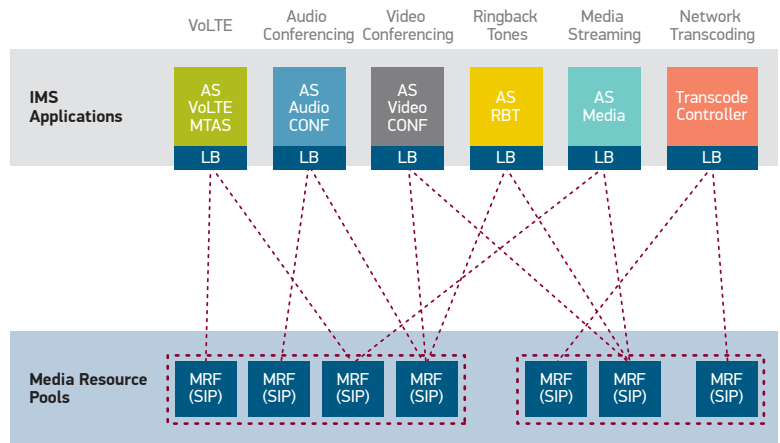 VoLTE
Audio
Conferencing
Video
Conferencing
Ringback
Tones
Media
Streaming
Network
Transcoding
IMS
Applications
AS
VoLTE
MTAS
LB
AS
Audio
CONF
LB
AS
Video
CONF
LB
AS
RBT
LB
AS
Media
LB
Transcode
Controller
LB
Media Resource
Pools
MRF
(SIP)
MRF
(SIP)
MRF
(SIP)
MRF
(SIP)
MRF
(SIP)
MRF
(SIP)
MRF
(SIP)